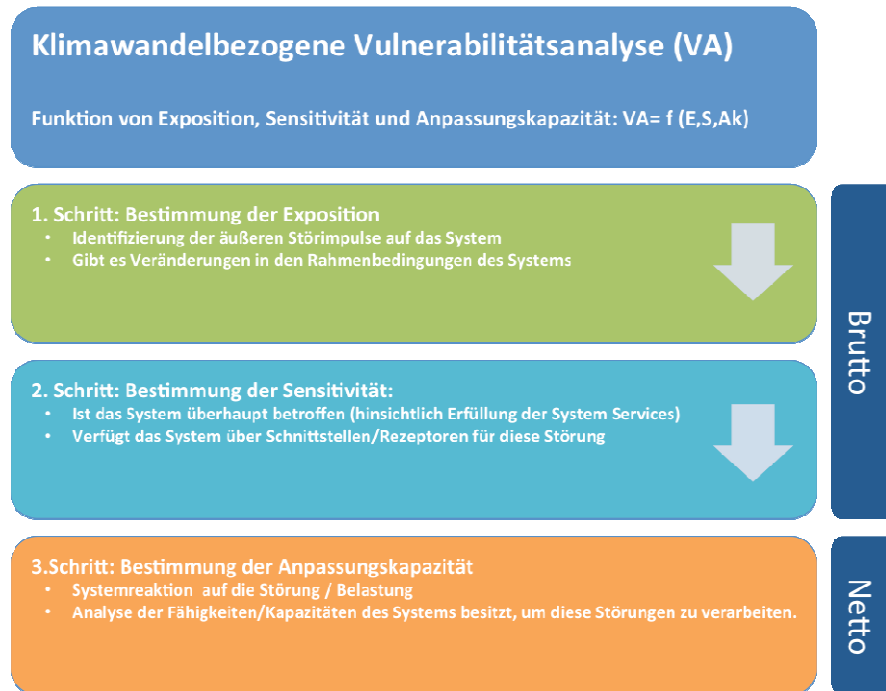 Klimawandelbezogene Vulnerabilitätsanalyse (VA)
Funktion von Exposition, Sensitivität und Anpassungskapazität: VA= f (E,S,Ak)
1. Schritt: Bestimmung der Exposition
• Identifizierung der äußeren Störimpulse auf das System
• Gibt es Veränderungen in den Rahmenbedingungen des Systems
2. Schritt: Bestimmung der Sensitivität:
• Ist das System überhaupt betroffen (hinsichtlich Erfüllung der System Services)
• Verfügt das System über Schnittstellen/Rezeptoren für diese Störung
Brutto
3.Schritt: Bestimmung der Anpassungskapazität
• Systemreaktion auf die Störung / Belastung
• Analyse der Fähigkeiten/Kapazitäten des Systems besitzt, um diese Störungen zu verarbeiten.
Netto